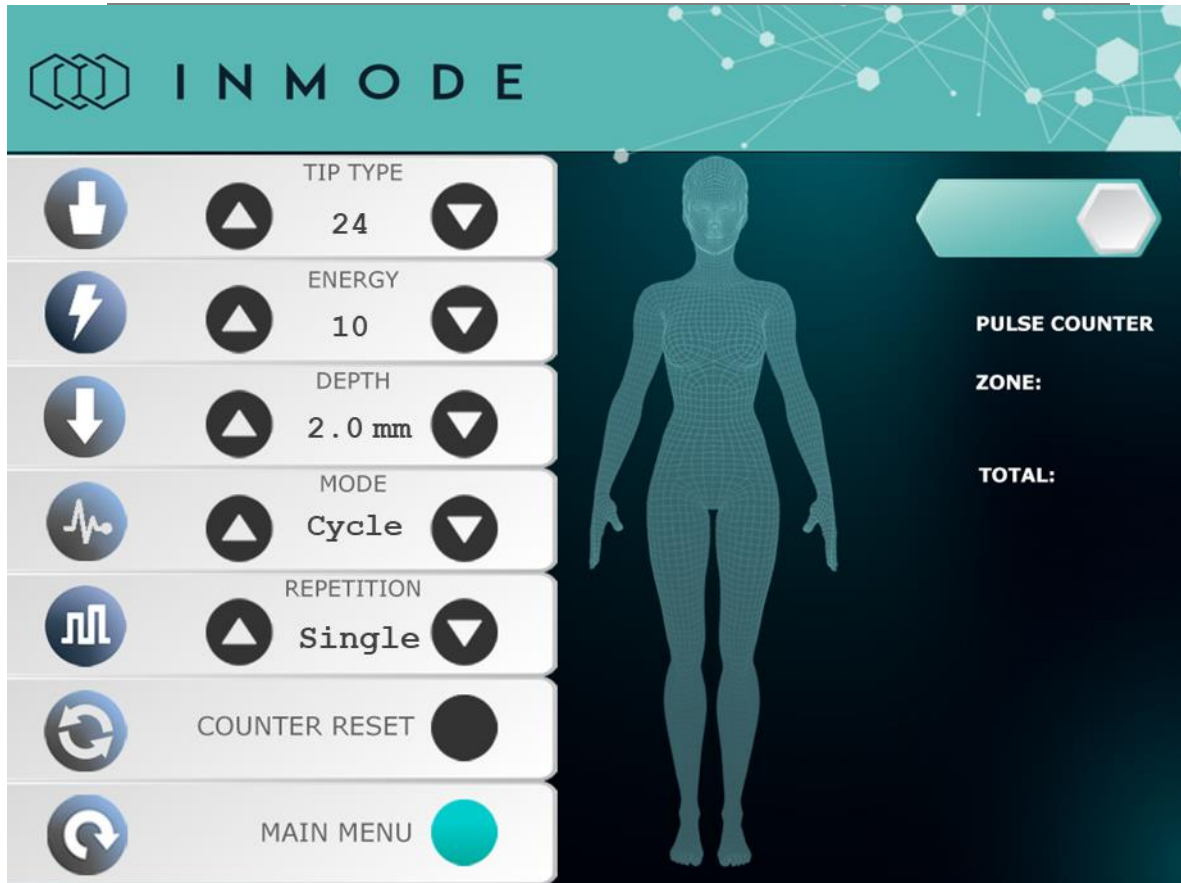 INMODE
TIP TYPE
24
ENERGY
10
DEPTH
2.0 mm
MODE
Cycle
REPETITION
Single
COUNTER RESET
MAIN MENU
PULSE COUNTER
ZONE:
TOTAL: